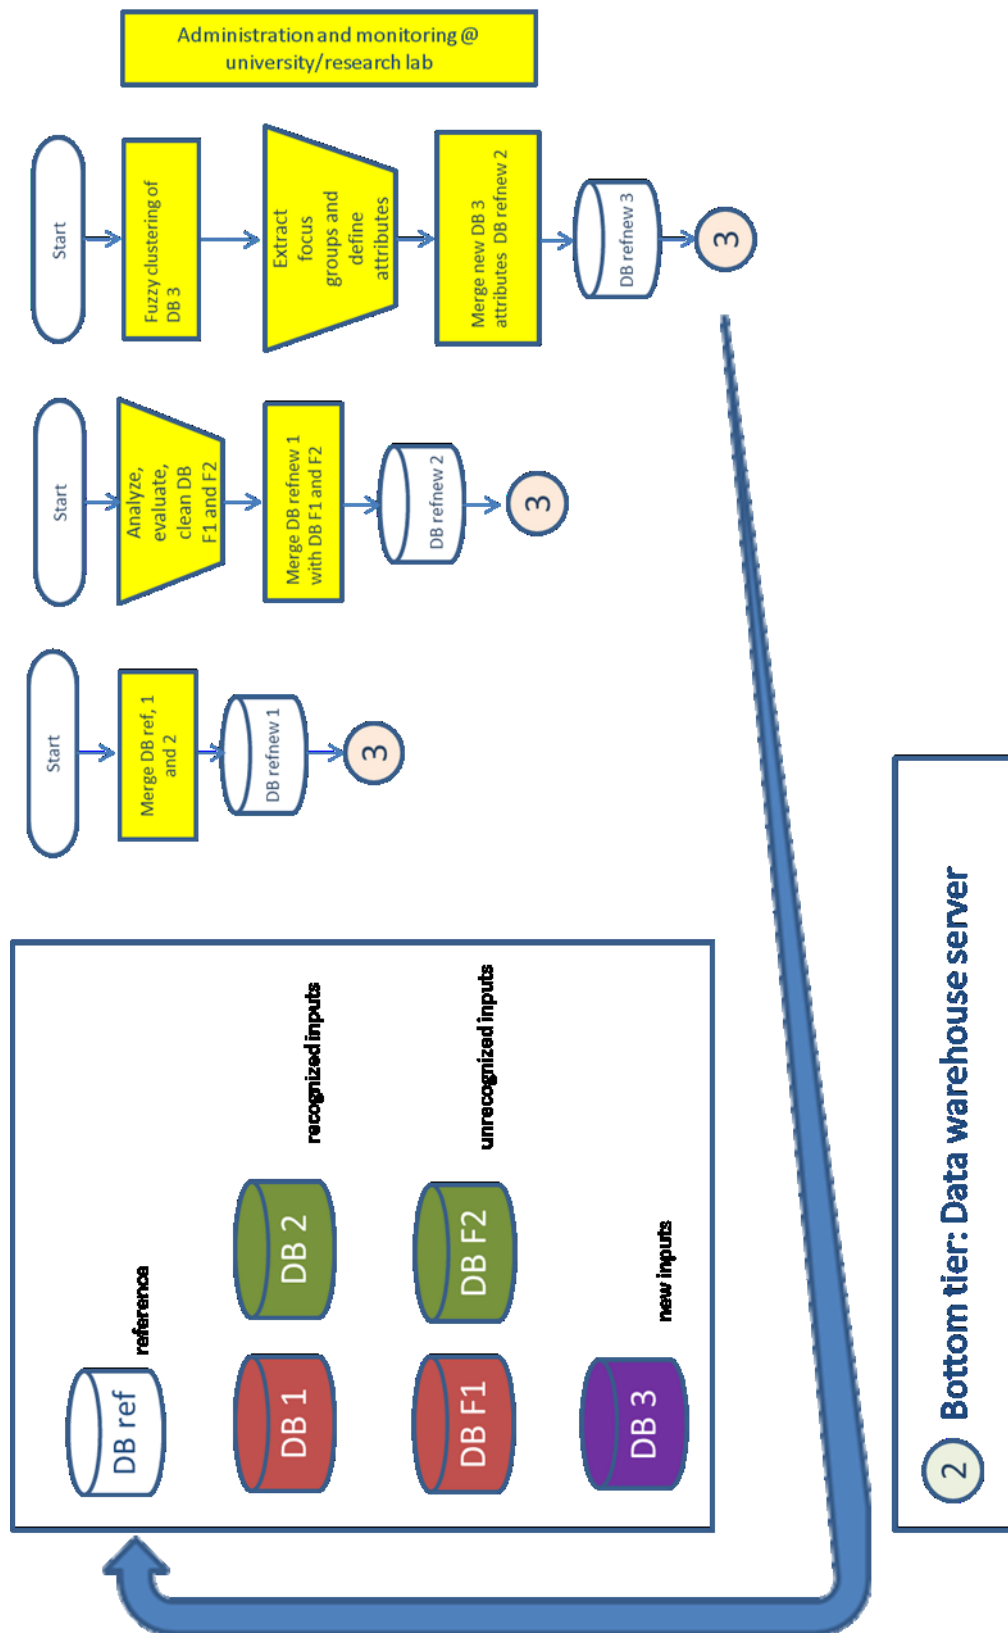 Administration and monitoring @
university/research lab
DB ref
reference
DB 1
DB 2
recognized inputs
DB F1
DB F2
unrecognized inputs
DB 3
new inputs
Start
Merge DB ref, 1
and 2
DB refnew 1
3
Start
Analyze,
evaluate,
clean DB
F1 and F2
Merge DB refnew 1
with DB F1 and F2
DB refnew 2
3
Start
Fuzzy clustering of
DB 3
Extract
focus
groups and
define
attributes
Merge new DB 3
attributes DB refnew 2
DB refnew 3
3
2 Bottom tier: Data warehouse server